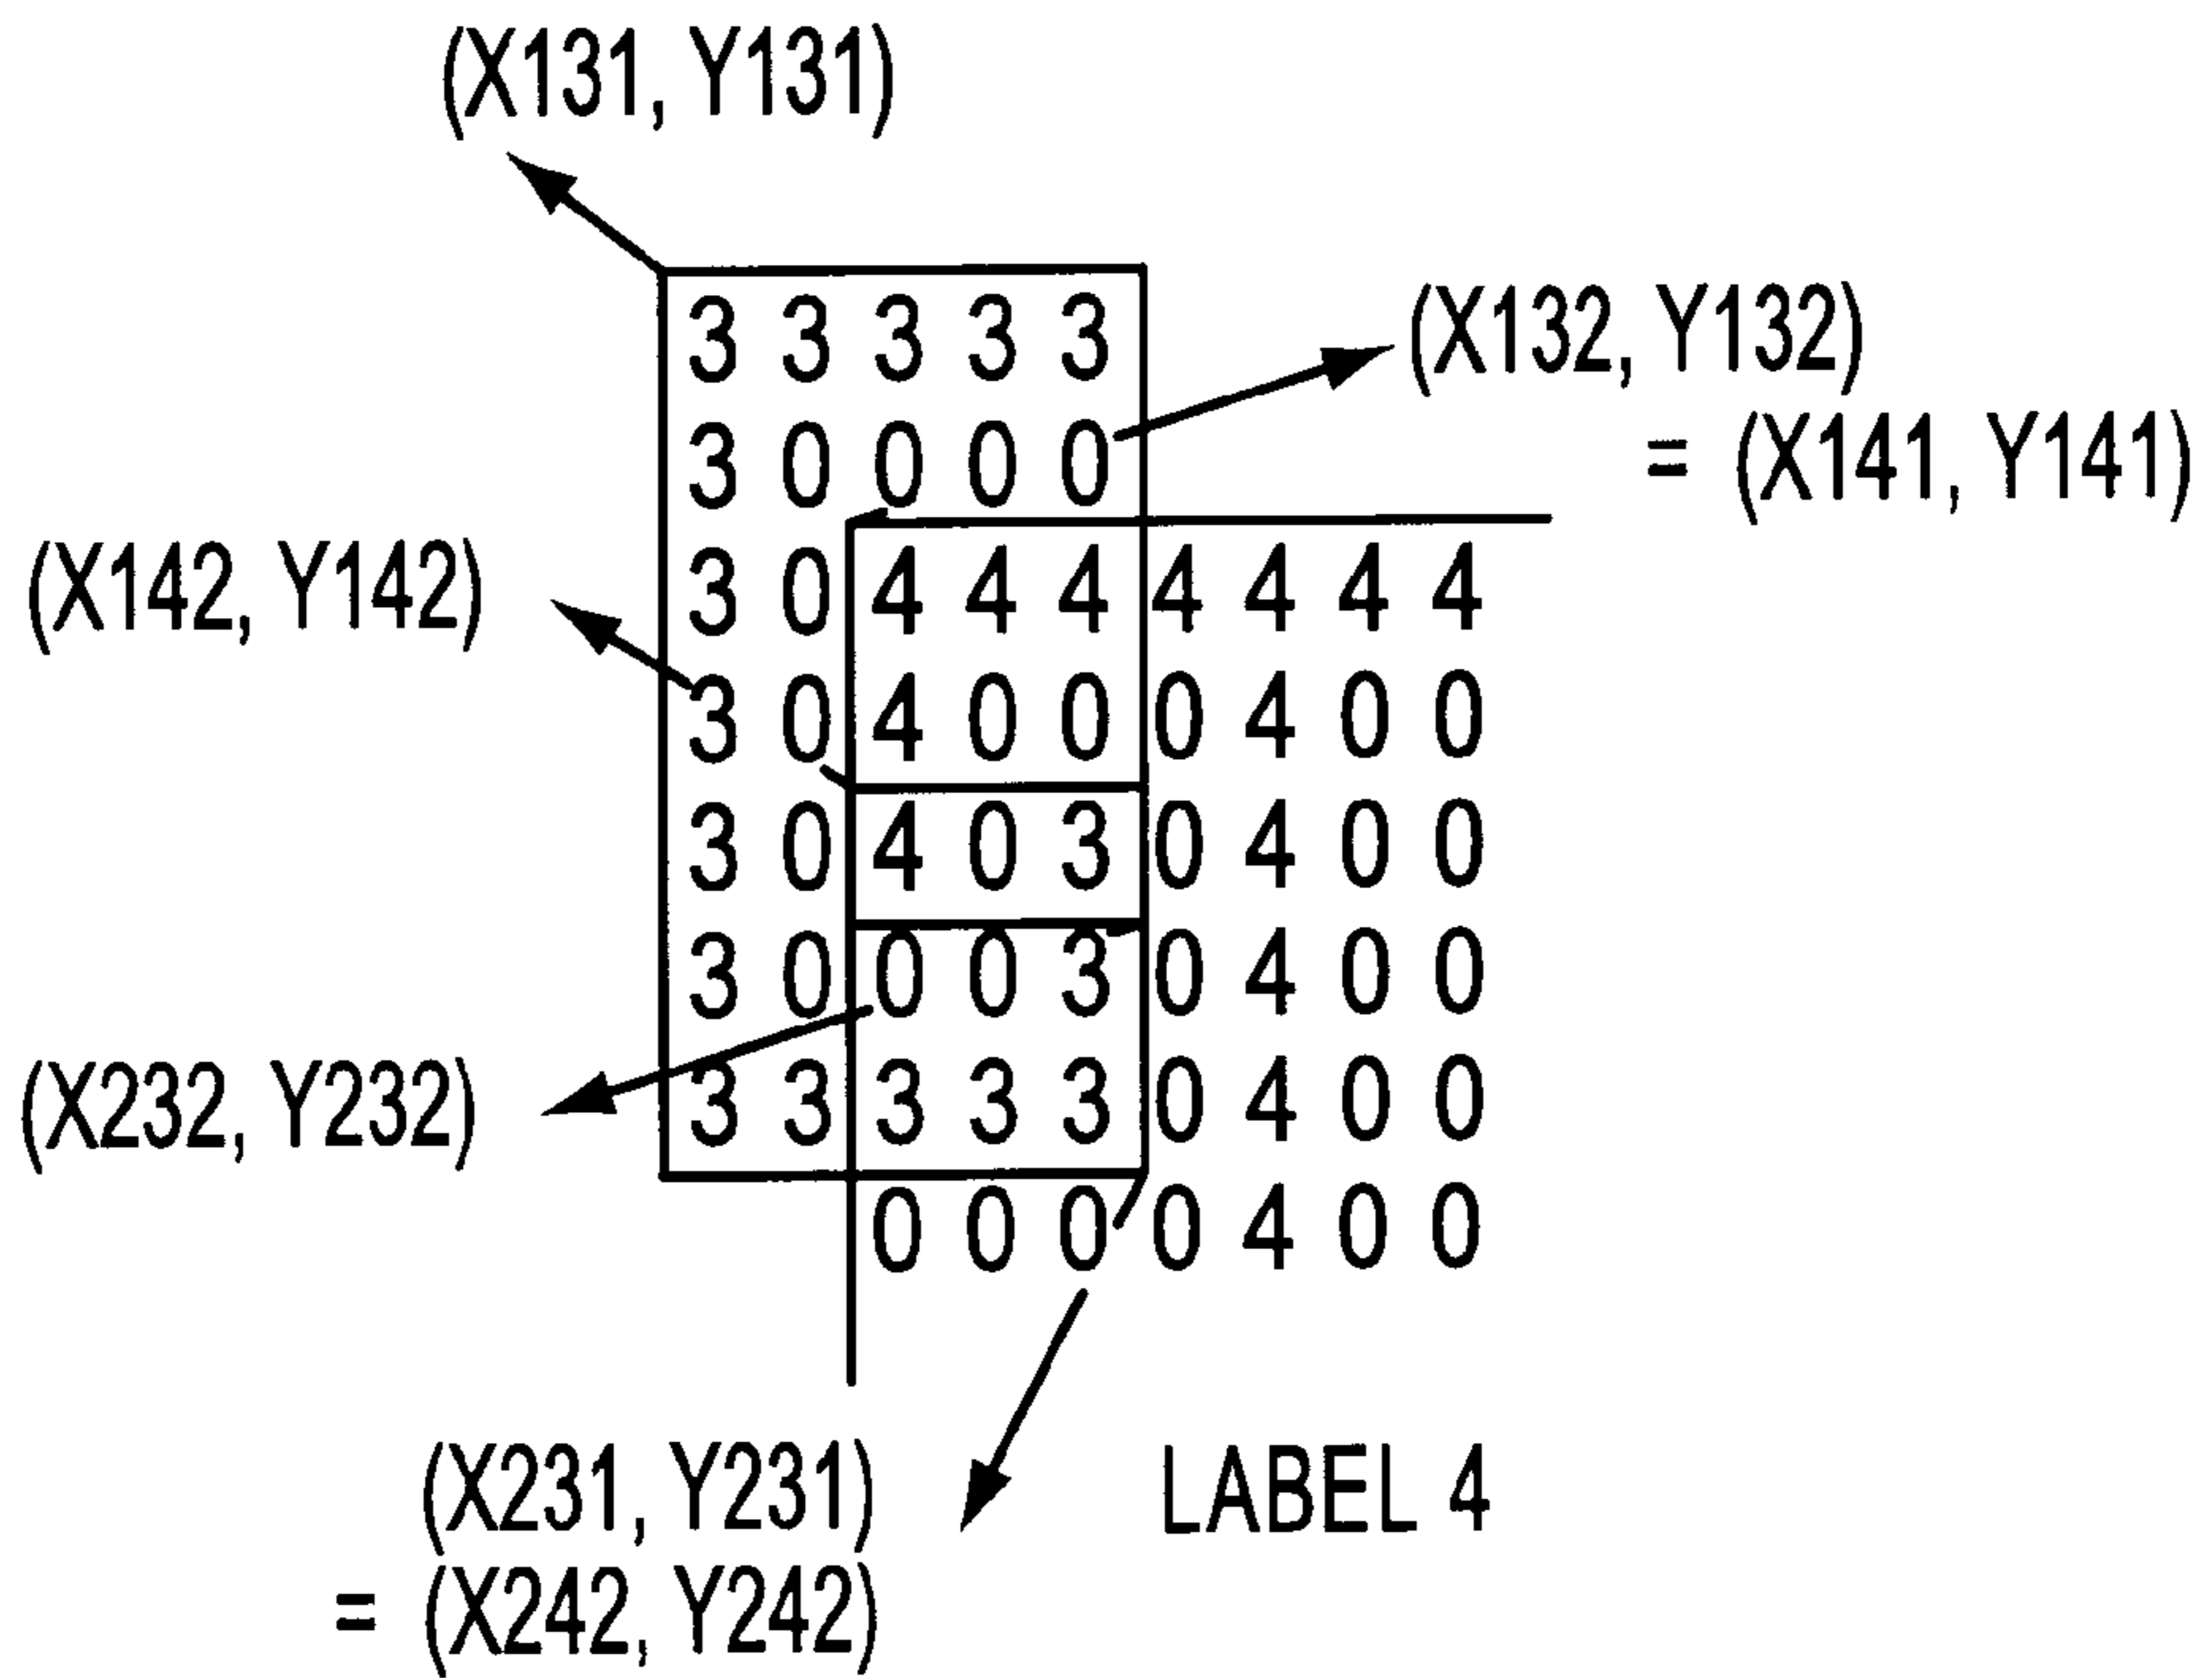 (X131, Y131)
3 3 3 3 3
(X132, Y132)
3 0 0 0 0
= (X141, Y141)
(X142, Y142)
3 0 4 4 4 4 4 4 4
3 0 4 0 0 0 4 0 0
3 0 4 0 3 0 4 0 0
3 0 0 0 3 0 4 0 0
(X232, Y232)
3 3 3 3 3 0 4 0 0
0 0 0 0 4 0 0
(X231, Y231)
LABEL 4
= (X242, Y242)